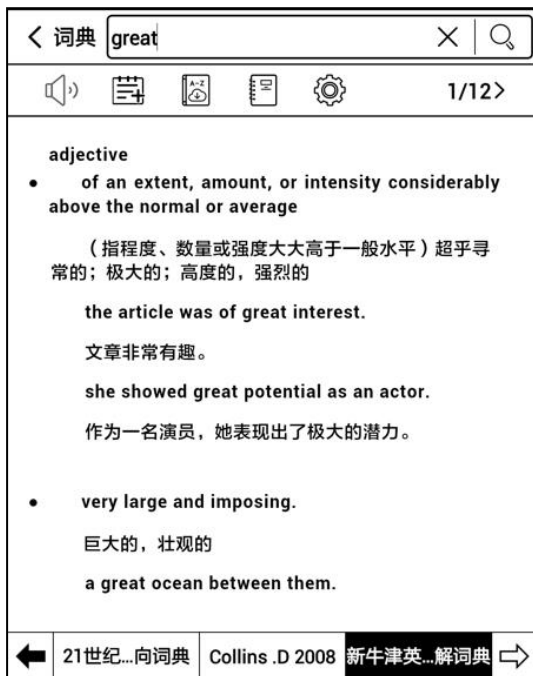 词典 great
1/12>
adjective
• of an extent, amount, or intensity considerably
above the normal or average
（指程度、数量或强度大大高于一般水平）超乎寻
常的；极大的；高度的，强烈的
the article was of great interest.
文章非常有趣。
she showed great potential as an actor.
作为一名演员，她表现出了极大的潜力。
• very large and imposing.
巨大的，壮观的
a great ocean between them.
21世纪...向词典 Collins .D 2008 新牛津英...解词典